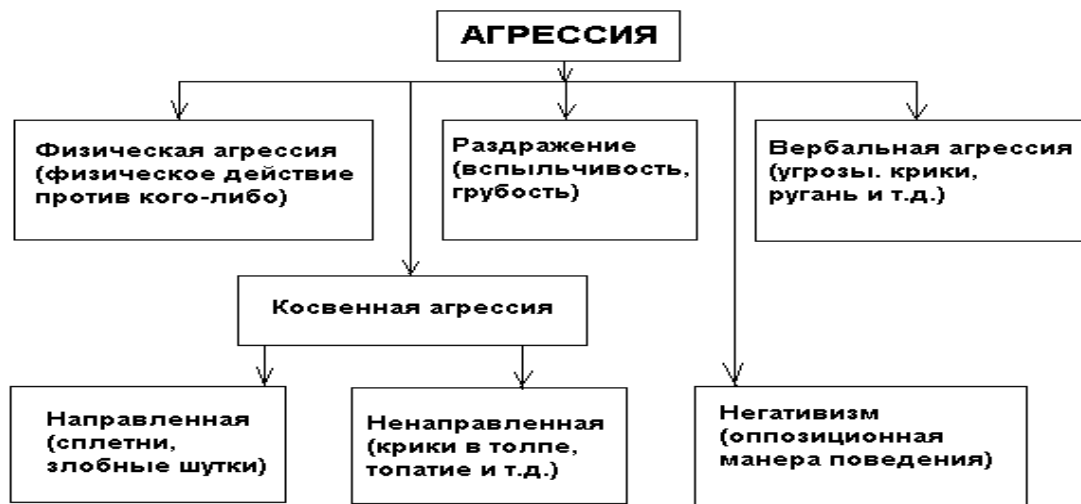 АГРЕССИЯ
Физическая агрессия
(физическое действие
против кого-либо)
Раздражение
(вспыльчивость,
грубость)
Вербальная агрессия
(угрозы. крики,
ругань и т.д.)
Косвенная агрессия
Направленная
(сплетни,
злобные шутки)
Ненаправленная
(крики в толпе,
топатие и т.д.)
Негативизм
(оппозиционная
манера поведения)